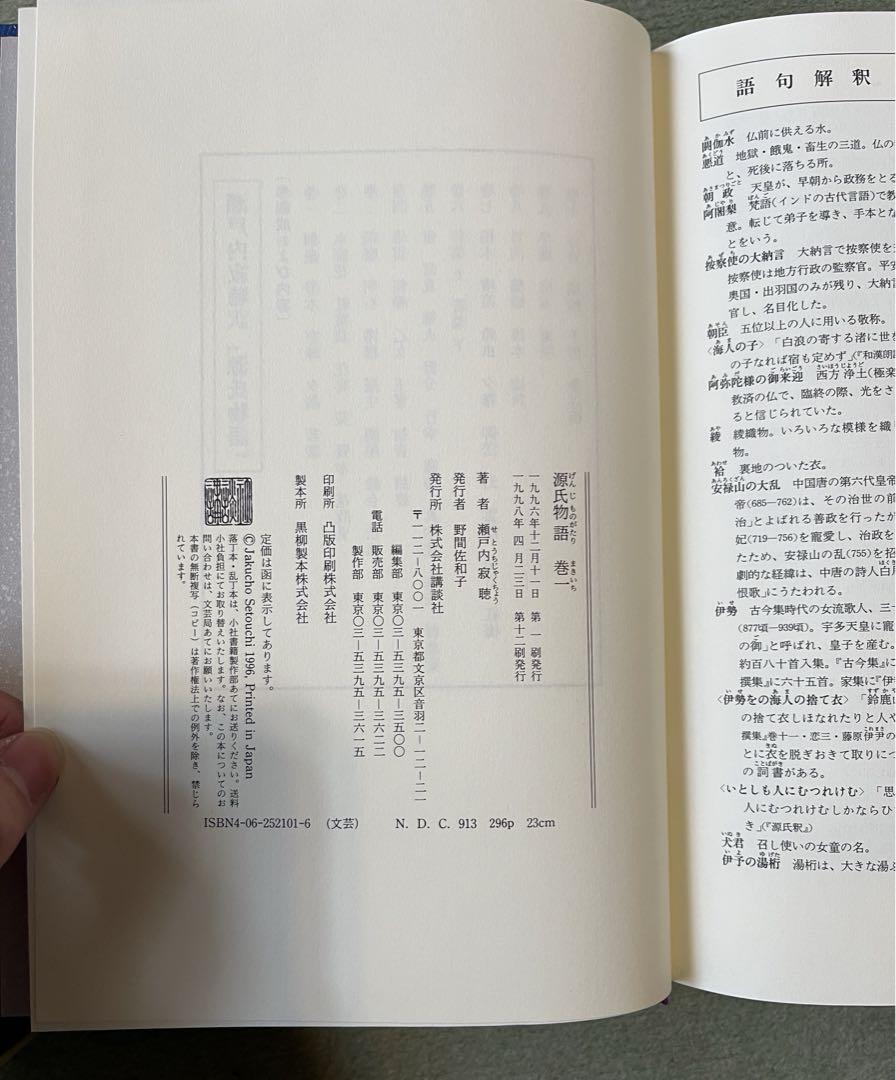 源氏物語　巻一
げんじものがたり　まきいち
一九九六年十二月十一日　第一刷発行
一九九八年四月二三日　第十二刷発行
著者　瀬戸内寂聴
せとうちじゃくちょう
発行者　野間佐和子
発行所　株式会社講談社
〒一一二-八〇〇一　東京都文京区音羽二-一二-二一
電話　編集部　東京〇三-五三九五-三五〇〇
販売部　東京〇三-五三九五-三六二二
製作部　東京〇三-五三九五-三六一五
印刷所　凸版印刷株式会社
製本所　黒柳製本株式会社
定価は函に表示してあります。
©Jakucho Setouchi 1996, Printed in Japan
落丁本・乱丁本は、小社書籍製作部あてにお送りください。送料
小社負担にてお取り替えいたします。なお、この本についてのお
問い合わせは、文芸局あてにお願いいたします。
本書の無断複写（コピー）は著作権法上での例外を除き、禁じら
れています。
ISBN4-06-252101-6　（文芸）　N. D. C. 913　296p　23cm
語句解釈
閼伽水　仏前に供える水。
悪道　地獄・餓鬼・畜生の三道。仏の
と、死後に落ちる所。
朝政　天皇が、早朝から政務をとる
阿闍梨　梵語(インドの古代言語)で教
意。転じて弟子を導き、手本とな
とをいう。
按察使の大納言　大納言で按察使を
按察使は地方行政の監察官。平安
奥国・出羽国のみが残り、大納言
官し、名目化した。
朝臣　五位以上の人に用いる敬称。
〈海人の子〉「白浪の寄する渚に世を
の子なれば宿も定めず」(『和漢朗
阿弥陀様の御来迎　西方浄土(極楽
救済の仏で、臨終の際、光をさ
ると信じられていた。
綾　綾織物。いろいろな模様を織り
物。
袷　裏地のついた衣。
安禄山の大乱　中国唐の第六代皇帝
帝(685―762)は、その治世の前
治」とよばれる善政を行ったが
妃(719―756)を寵愛し、治政を
たため、安禄山の乱(755)を招
劇的な経緯は、中唐の詩人白居
恨歌』にうたわれる。
伊勢　古今集時代の女流歌人、三十
(877頃―939頃)。宇多天皇に寵
の御」と呼ばれ、皇子を産む。
約百八十首入集。『古今集』に
撰集』に六十五首。家集に『伊
〈伊勢をの海人の捨て衣〉「鈴鹿山
の捨て衣しほなれたりと人や
撰集』巻十一・恋三・藤原伊尹の
とに衣を脱ぎおきて取りにつ
の詞書がある。
〈いとしも人にむつれけむ〉「思
人にむつれけむしかならひ
き」(『源氏釈』)
犬君　召し使いの女童の名。
伊予の湯桁　湯桁は、大きな湯ぶ